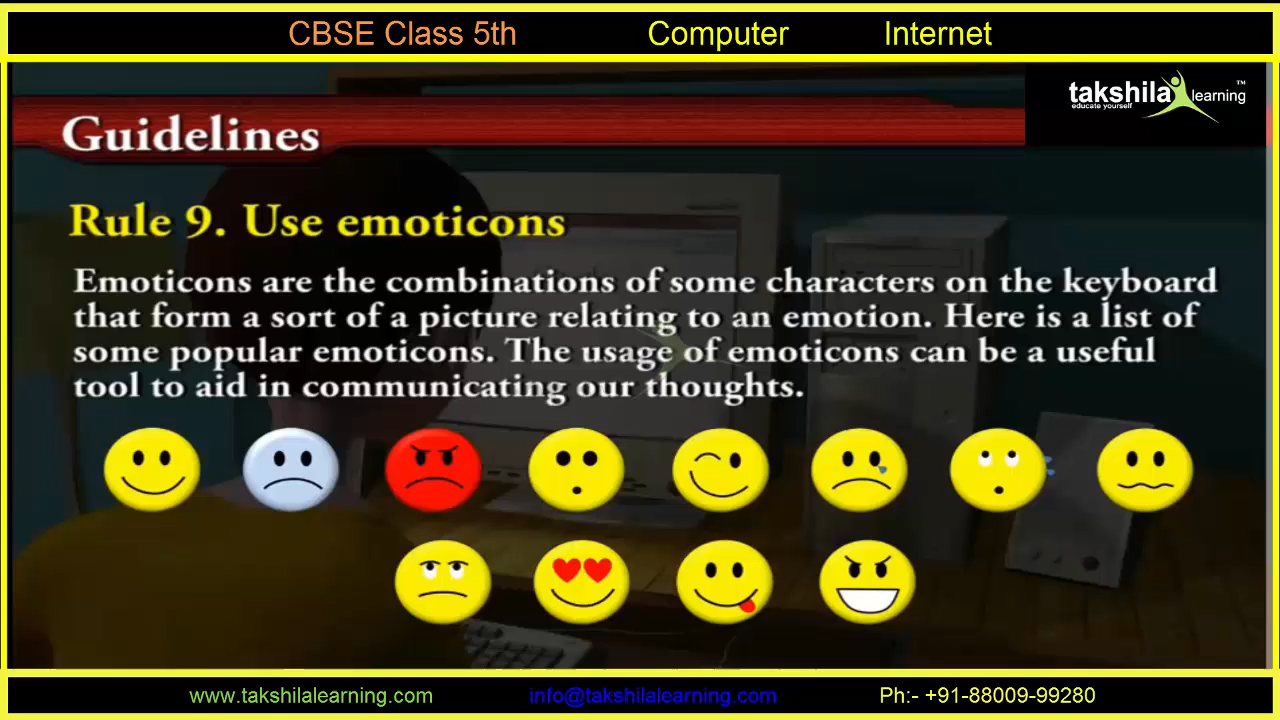 CBSE Class 5th Computer Internet
takshila learning ™
educate yourself
Guidelines
Rule 9. Use emoticons
Emoticons are the combinations of some characters on the keyboard
that form a sort of a picture relating to an emotion. Here is a list of
some popular emoticons. The usage of emoticons can be a useful
tool to aid in communicating our thoughts.
www.takshilalearning.com info@takshilalearning.com Ph:- +91-88009-99280